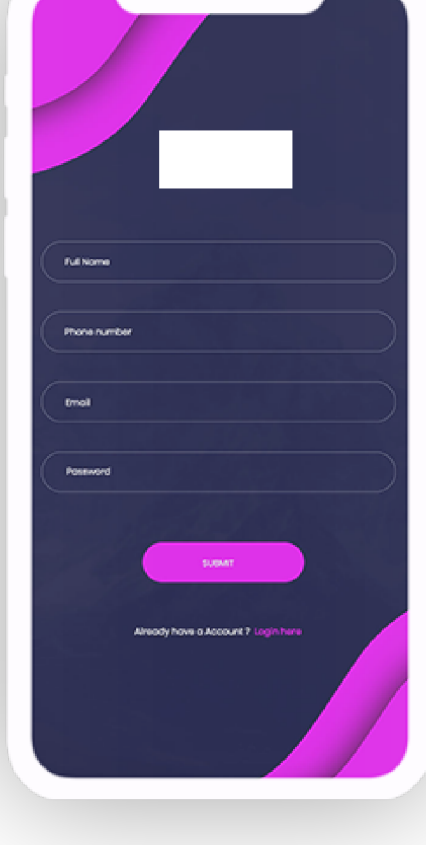 Full Name
Phone number
Email
Password
SUBMIT
Already have a Account ? Login here